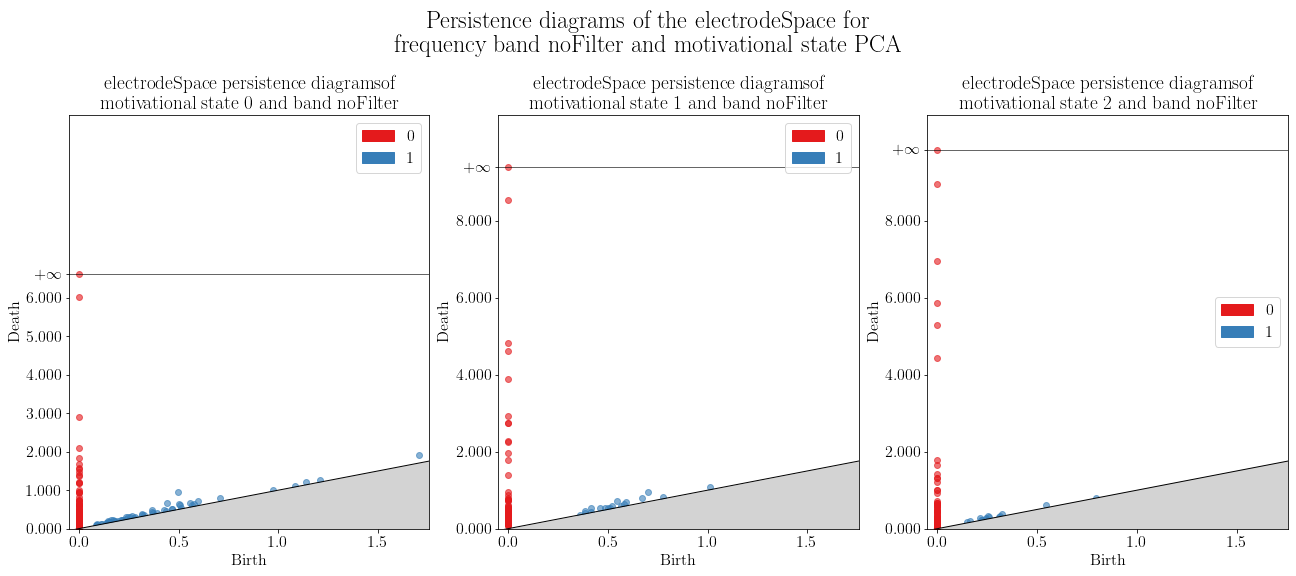 Persistence diagrams of the electrodeSpace for
frequency band noFilter and motivational state PCA
electrodeSpace persistence diagramsof
motivational state 0 and band noFilter
0
1
+∞
6.000
5.000
4.000
3.000
2.000
1.000
0.000
Death
0.0
0.5
1.0
1.5
Birth
electrodeSpace persistence diagramsof
motivational state 1 and band noFilter
0
1
+∞
8.000
6.000
4.000
2.000
0.000
Death
0.0
0.5
1.0
1.5
Birth
electrodeSpace persistence diagramsof
motivational state 2 and band noFilter
+∞
8.000
6.000
4.000
2.000
0.000
Death
0
1
0.0
0.5
1.0
1.5
Birth